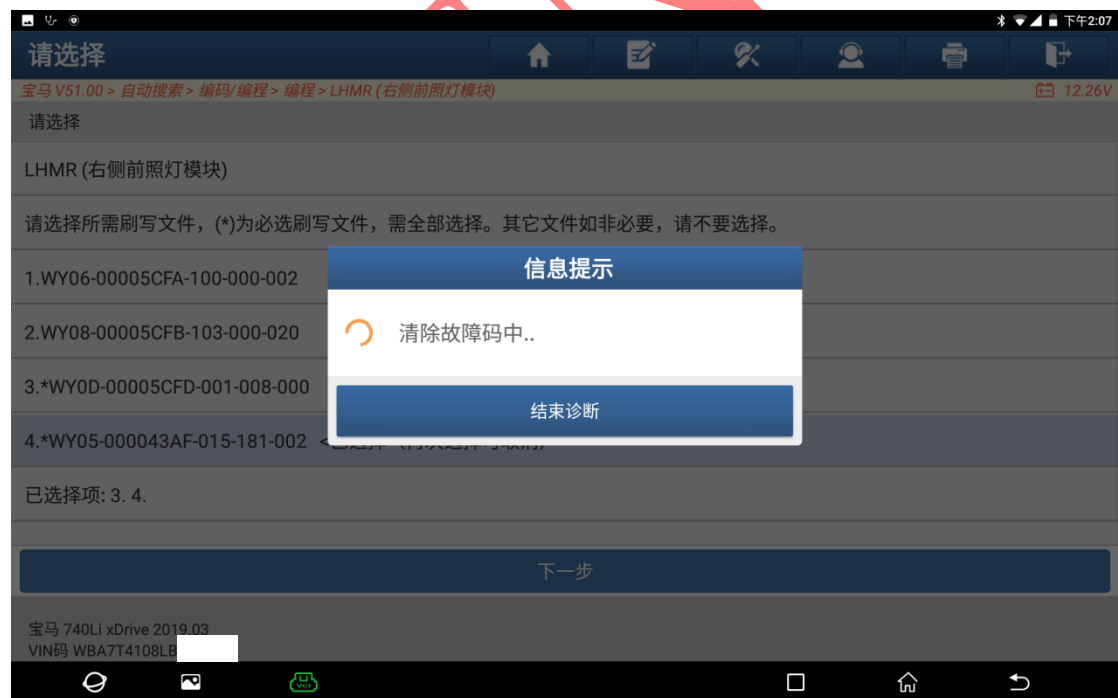 下午2:07
请选择
宝马 V51.00 > 自动搜索 > 编码/编程 > 编程 > LHMR (右侧前照灯模块)
12.26V
请选择
LHMR (右侧前照灯模块)
请选择所需刷写文件，(*)为必选刷写文件，需全部选择。其它文件如非必要，请不要选择。
信息提示
1.WY06-00005CFA-100-000-002
2.WY08-00005CFB-103-000-020
清除故障码中..
3.*WY0D-00005CFD-001-008-000
结束诊断
4.*WY05-000043AF-015-181-002 <
已选择项: 3. 4.
下一步
宝马 740Li xDrive 2019.03
VIN码 WBA7T4108LB
VCI